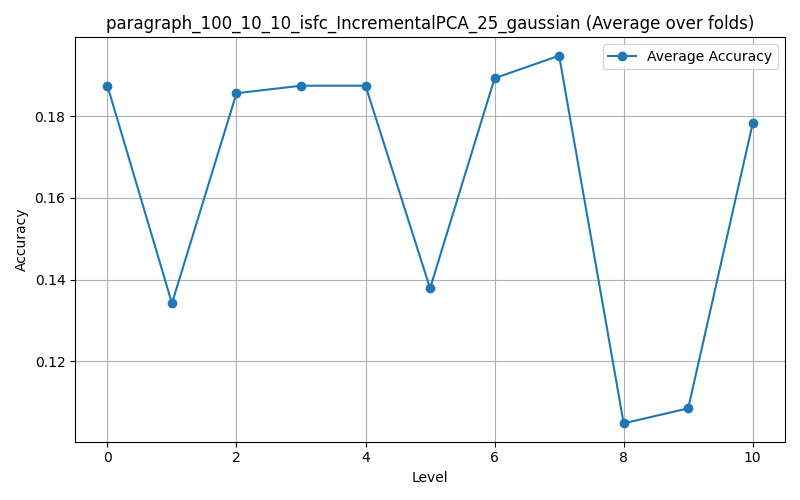 paragraph_100_10_10_isfc_IncrementalPCA_25_gaussian (Average over folds)
Average Accuracy
0.18
0.16
0.14
0.12
Accuracy
0 2 4 6 8 10
Level